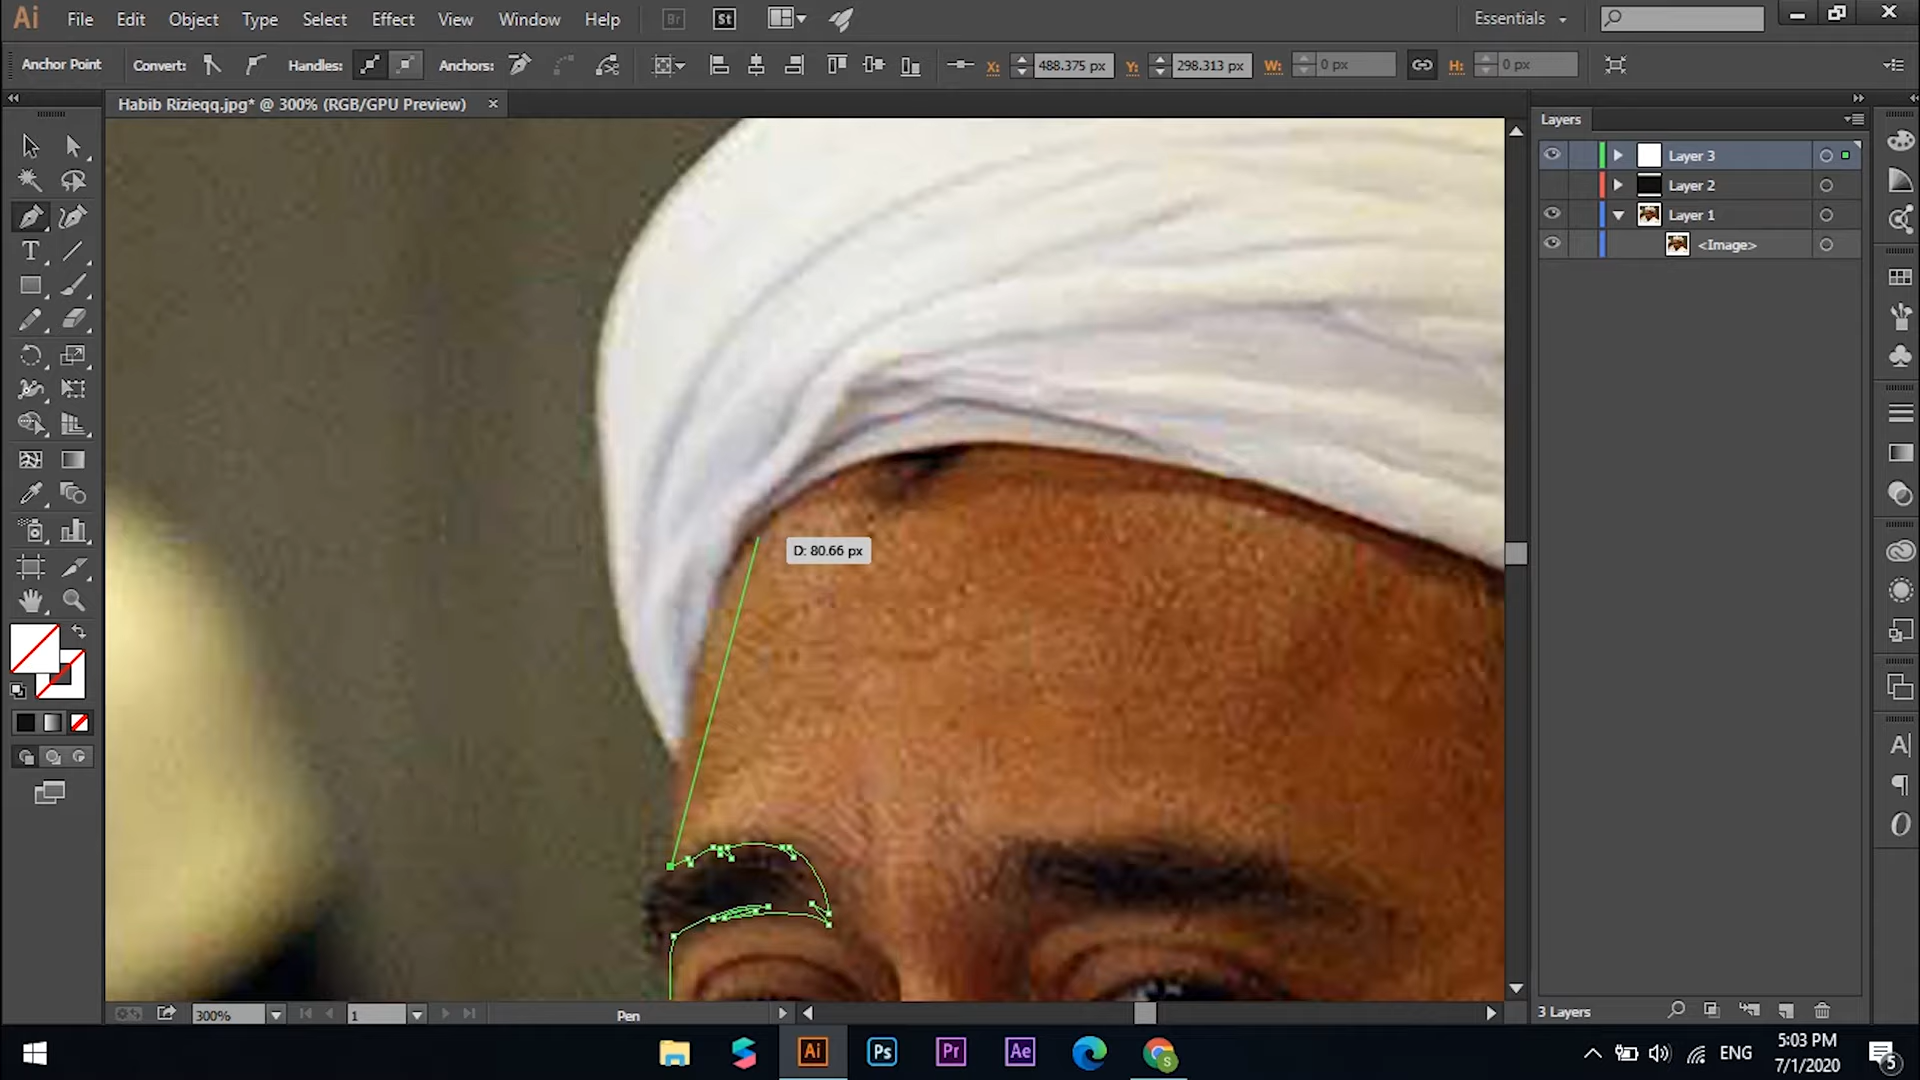 Ai File Edit Object Type Select Effect View Window Help Br St Essentials
Anchor Point Convert: Handles: Anchors: X: 488.375 px Y: 298.313 px W: 0 px H: 0 px
Habib Rizieqq.jpg* @ 300% (RGB/GPU Preview)
Layers
Layer 3
Layer 2
Layer 1
<Image>
D: 80.66 px
300% 1 Pen
3 Layers
Ai Ps Pr Ae S
ENG
5:03 PM
7/1/2020
5